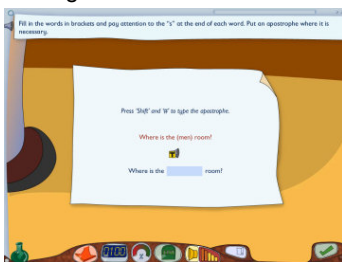 Fill in the words in brackets and pay attention to the "s" at the end of each word. Put an apostrophe where it is
necessary.
Press 'Shift' and 'W' to type the apostrophe.
Where is the (men) room?
Where is the room?
0100